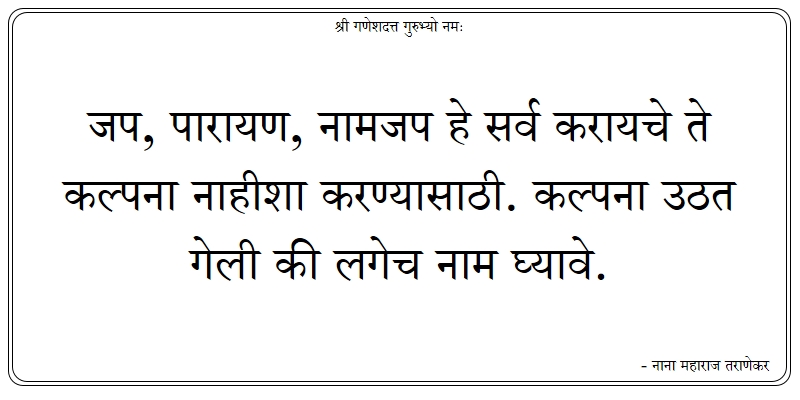 श्री गणेशदत्त गुरुभ्यो नमः
जप, पारायण, नामजप हे सर्व करायचे ते
कल्पना नाहीशा करण्यासाठी. कल्पना उठत
गेली की लगेच नाम घ्यावे.
- नाना महाराज तराणेकर